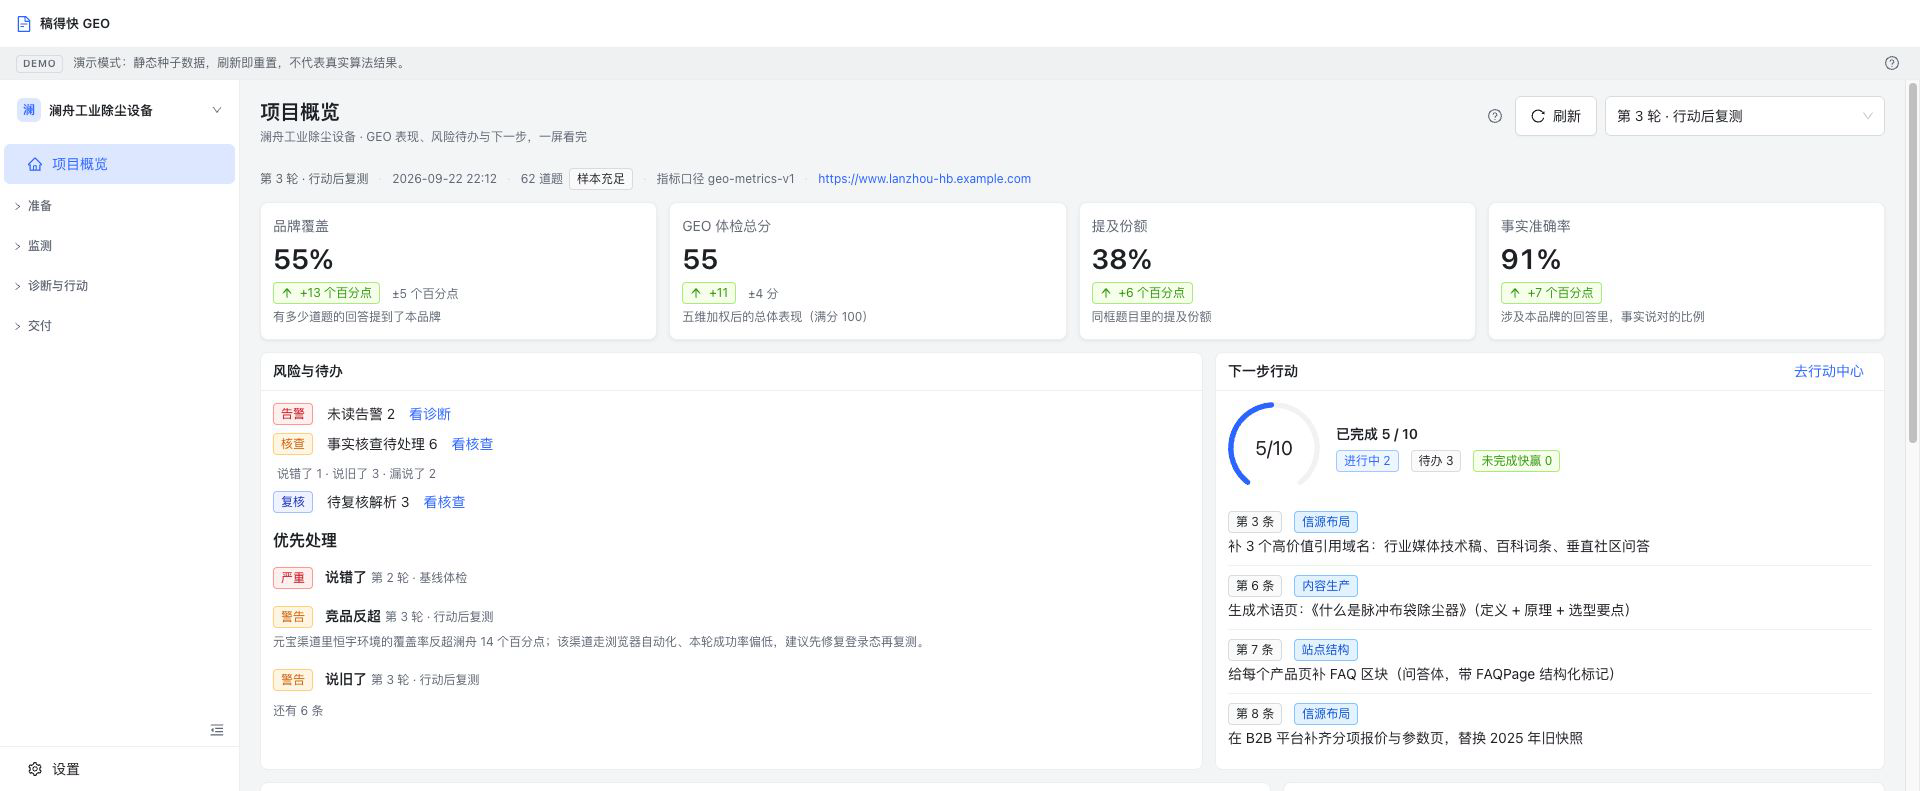 稿得快 GEO
DEMO 演示模式：静态种子数据，刷新即重置，不代表真实算法结果。
澜 澜舟工业除尘设备
项目概览
准备
监测
诊断与行动
交付
设置
项目概览
澜舟工业除尘设备 · GEO 表现、风险待办与下一步，一屏看完
刷新
第 3 轮 · 行动后复测
第 3 轮 · 行动后复测 · 2026-09-22 22:12 · 62 道题 样本充足 · 指标口径 geo-metrics-v1 · https://www.lanzhou-hb.example.com
品牌覆盖
55%
+13 个百分点 ±5 个百分点
有多少道题的回答提到了本品牌
GEO 体检总分
55
+11 ±4 分
五维加权后的总体表现（满分 100）
提及份额
38%
+6 个百分点
同框题目里的提及份额
事实准确率
91%
+7 个百分点
涉及本品牌的回答里，事实说对的比例
风险与待办
告警 未读告警 2 看诊断
核查 事实核查待处理 6 看核查
说错了 1 · 说旧了 3 · 漏说了 2
复核 待复核解析 3 看核查
优先处理
严重 说错了 第 2 轮 · 基线体检
警告 竞品反超 第 3 轮 · 行动后复测
元宝渠道里恒宇环境的覆盖率反超澜舟 14 个百分点；该渠道走浏览器自动化、本轮成功率偏低，建议先修复登录态再复测。
警告 说旧了 第 3 轮 · 行动后复测
还有 6 条
下一步行动 去行动中心
5/10
已完成 5 / 10
进行中 2 待办 3 未完成快赢 0
第 3 条 信源布局
补 3 个高价值引用域名：行业媒体技术稿、百科词条、垂直社区问答
第 6 条 内容生产
生成术语页：《什么是脉冲布袋除尘器》（定义 + 原理 + 选型要点）
第 7 条 站点结构
给每个产品页补 FAQ 区块（问答体，带 FAQPage 结构化标记）
第 8 条 信源布局
在 B2B 平台补齐分项报价与参数页，替换 2025 年旧快照